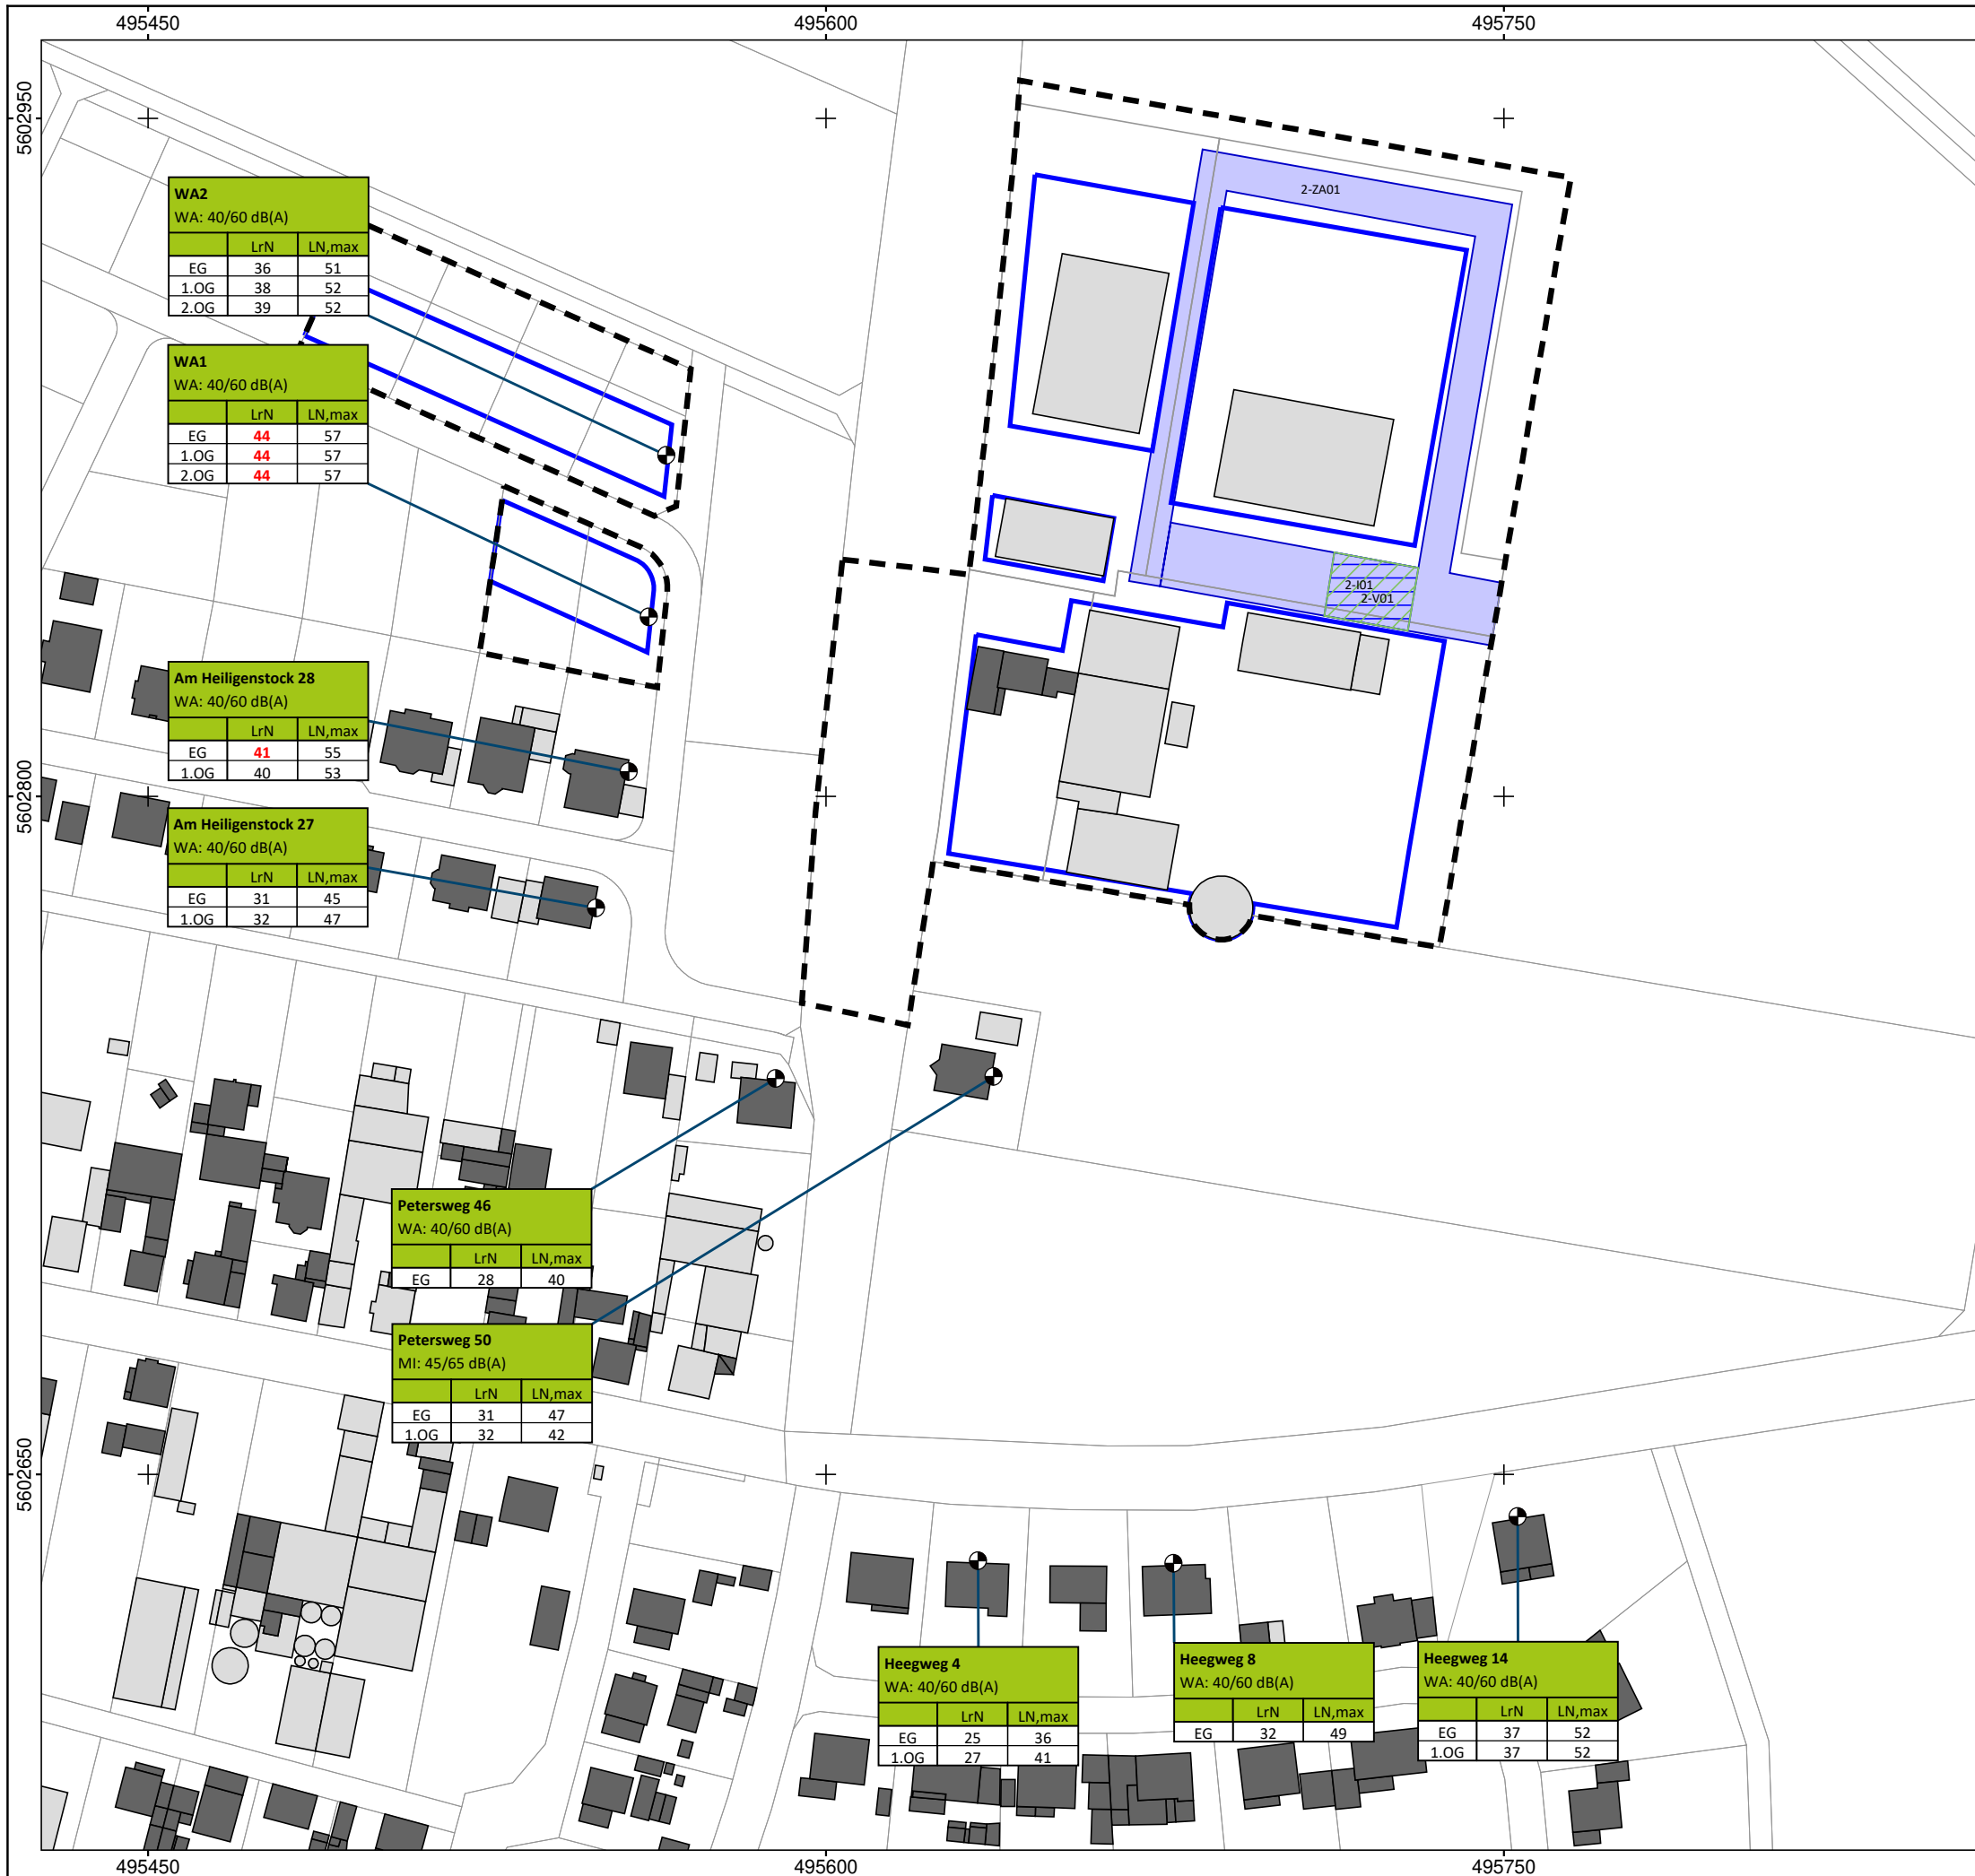 495450 495600 495750
5602950
2-ZA01
WA2
WA: 40/60 dB(A)
LrN LN,max
EG 36 51
1.OG 38 52
2.OG 39 52
WA1
WA: 40/60 dB(A)
LrN LN,max
EG 44 57
1.OG 44 57
2.OG 44 57
2-I01
2-V01
Am Heiligenstock 28
WA: 40/60 dB(A)
LrN LN,max
EG 41 55
1.OG 40 53
5602800
Am Heiligenstock 27
WA: 40/60 dB(A)
LrN LN,max
EG 31 45
1.OG 32 47
Petersweg 46
WA: 40/60 dB(A)
LrN LN,max
EG 28 40
Petersweg 50
MI: 45/65 dB(A)
LrN LN,max
EG 31 47
1.OG 32 42
5602650
Heegweg 4
WA: 40/60 dB(A)
LrN LN,max
EG 25 36
1.OG 27 41
Heegweg 8
WA: 40/60 dB(A)
LrN LN,max
EG 32 49
Heegweg 14
WA: 40/60 dB(A)
LrN LN,max
EG 37 52
1.OG 37 52
495450 495600 495750